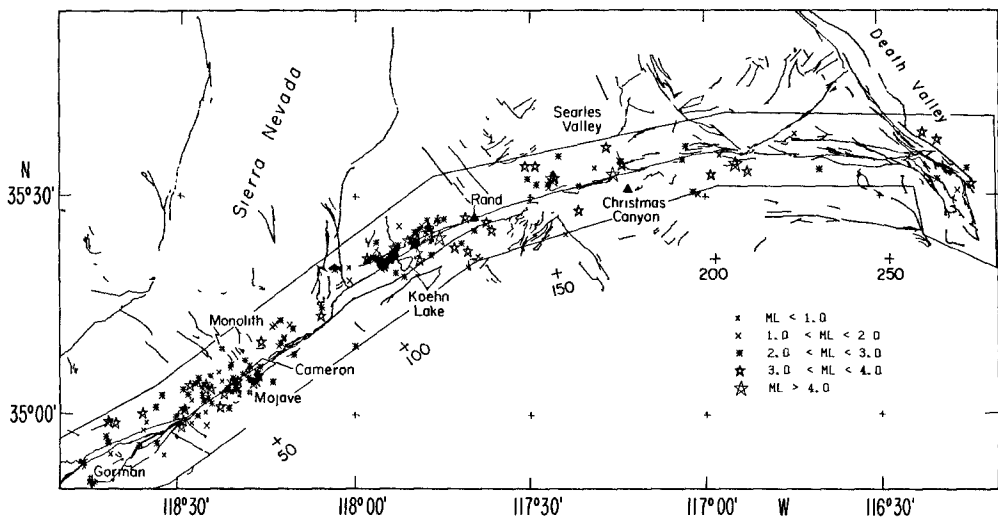 Death Valley
Sierra Nevada
Searles
Valley
N
35°30'
Rand
Christmas
Canyon
150
200
250
Koehn
Lake
Monolith
100
Cameron
Mojave
50
Gorman
35°00'
ML < 1.0
1.0 < ML < 2.0
2.0 < ML < 3.0
3.0 < ML < 4.0
ML > 4.0
118°30'
118°00'
117°30'
117°00'
W
116°30'